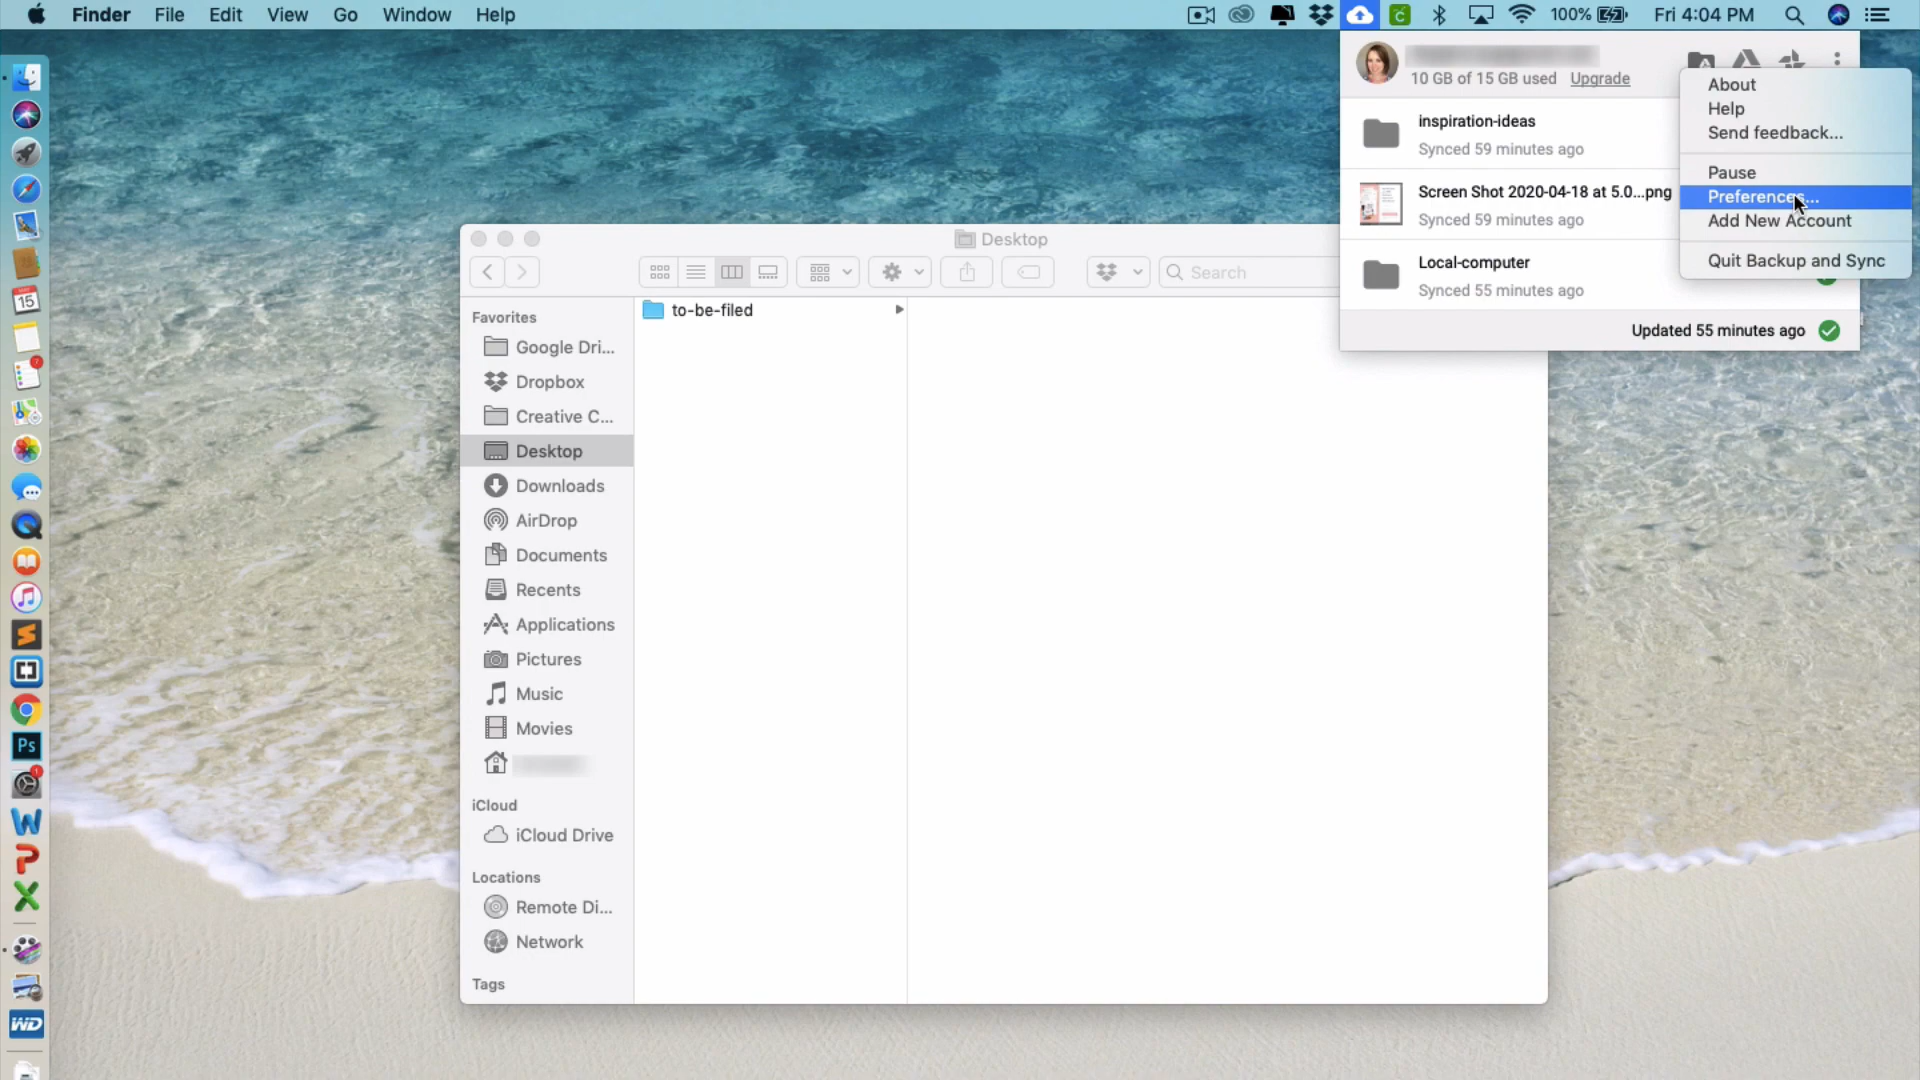 Finder File Edit View Go Window Help
100% Fri 4:04 PM
10 GB of 15 GB used Upgrade
inspiration-ideas
Synced 59 minutes ago
Screen Shot 2020-04-18 at 5.0...png
Synced 59 minutes ago
Local-computer
Synced 55 minutes ago
Updated 55 minutes ago
About
Help
Send feedback...
Pause
Preferences...
Add New Account
Quit Backup and Sync
Desktop
Search
Favorites
Google Dri...
Dropbox
Creative C...
Desktop
Downloads
AirDrop
Documents
Recents
Applications
Pictures
Music
Movies
iCloud
iCloud Drive
Locations
Remote Di...
Network
Tags
to-be-filed
15
7
Ps
1
W
P
X
WD